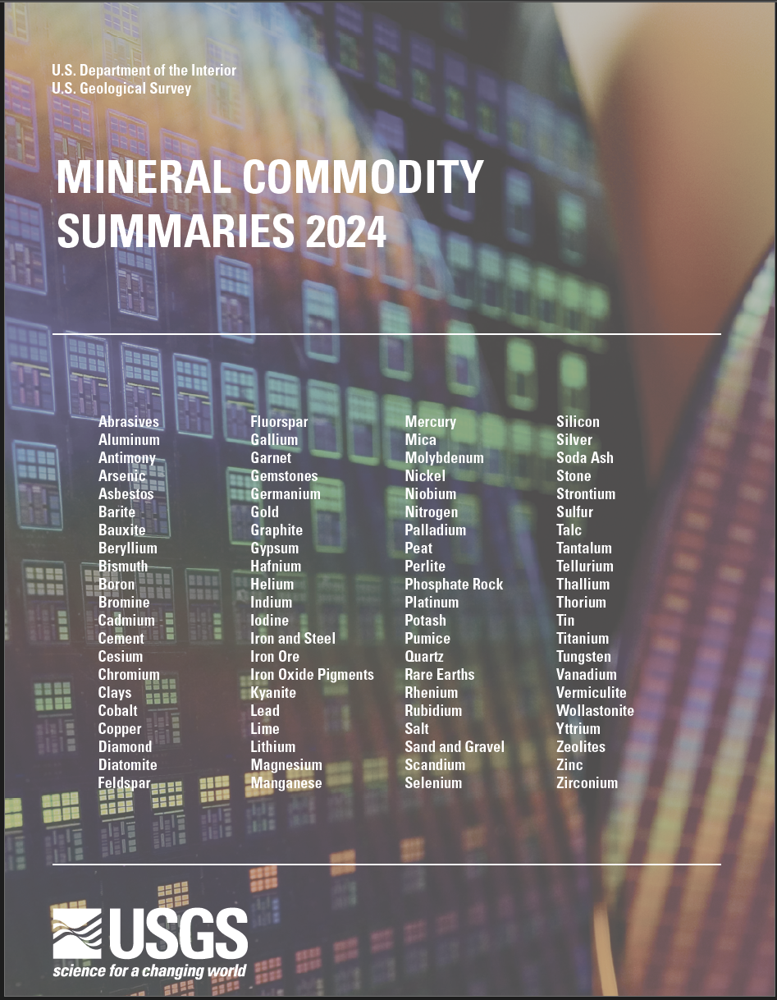 U.S. Department of the Interior
U.S. Geological Survey
MINERAL COMMODITY
SUMMARIES 2024
Abrasives
Aluminum
Antimony
Arsenic
Asbestos
Barite
Bauxite
Beryllium
Bismuth
Boron
Bromine
Cadmium
Cement
Cesium
Chromium
Clays
Cobalt
Copper
Diamond
Diatomite
Feldspar
Fluorspar
Gallium
Garnet
Gemstones
Germanium
Gold
Graphite
Gypsum
Hafnium
Helium
Indium
Iodine
Iron and Steel
Iron Ore
Iron Oxide Pigments
Kyanite
Lead
Lime
Lithium
Magnesium
Manganese
Mercury
Mica
Molybdenum
Nickel
Niobium
Nitrogen
Palladium
Peat
Perlite
Phosphate Rock
Platinum
Potash
Pumice
Quartz
Rare Earths
Rhenium
Rubidium
Salt
Sand and Gravel
Scandium
Selenium
Silicon
Silver
Soda Ash
Stone
Strontium
Sulfur
Talc
Tantalum
Tellurium
Thallium
Thorium
Tin
Titanium
Tungsten
Vanadium
Vermiculite
Wollastonite
Yttrium
Zeolites
Zinc
Zirconium
USGS
science for a changing world